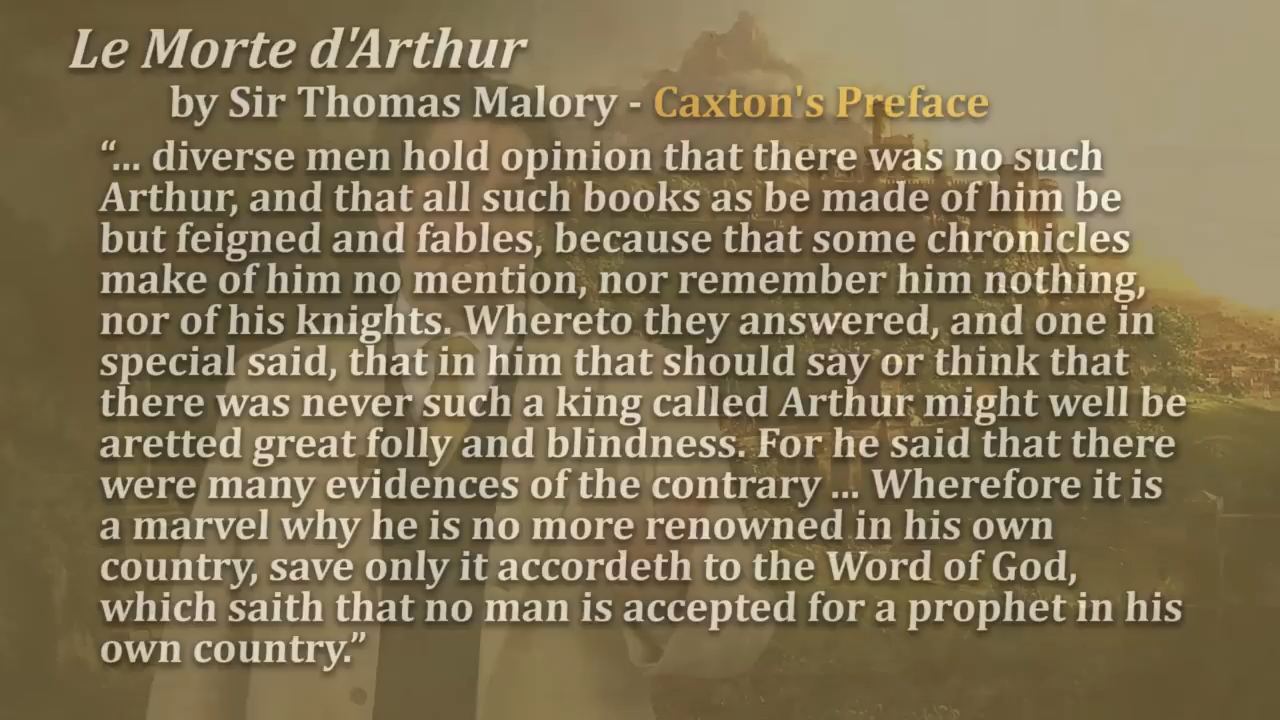 Le Morte d'Arthur
by Sir Thomas Malory - Caxton's Preface
“... diverse men hold opinion that there was no such
Arthur, and that all such books as be made of him be
but feigned and fables, because that some chronicles
make of him no mention, nor remember him nothing,
nor of his knights. Whereto they answered, and one in
special said, that in him that should say or think that
there was never such a king called Arthur might well be
aretted great folly and blindness. For he said that there
were many evidences of the contrary ... Wherefore it is
a marvel why he is no more renowned in his own
country, save only it accordeth to the Word of God,
which saith that no man is accepted for a prophet in his
own country.”